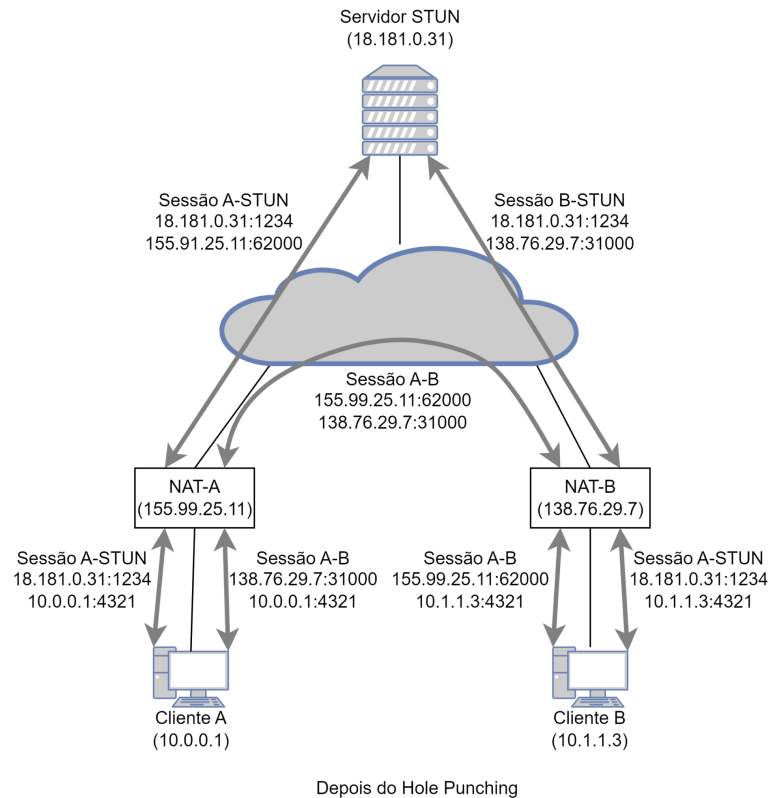 Servidor STUN
(18.181.0.31)
Sessão A-STUN
18.181.0.31:1234
155.91.25.11:62000
Sessão B-STUN
18.181.0.31:1234
138.76.29.7:31000
Sessão A-B
155.99.25.11:62000
138.76.29.7:31000
NAT-A
(155.99.25.11)
NAT-B
(138.76.29.7)
Sessão A-STUN
18.181.0.31:1234
10.0.0.1:4321
Sessão A-B
138.76.29.7:31000
10.0.0.1:4321
Sessão A-B
155.99.25.11:62000
10.1.1.3:4321
Sessão A-STUN
18.181.0.31:1234
10.1.1.3:4321
Cliente A
(10.0.0.1)
Cliente B
(10.1.1.3)
Depois do Hole Punching